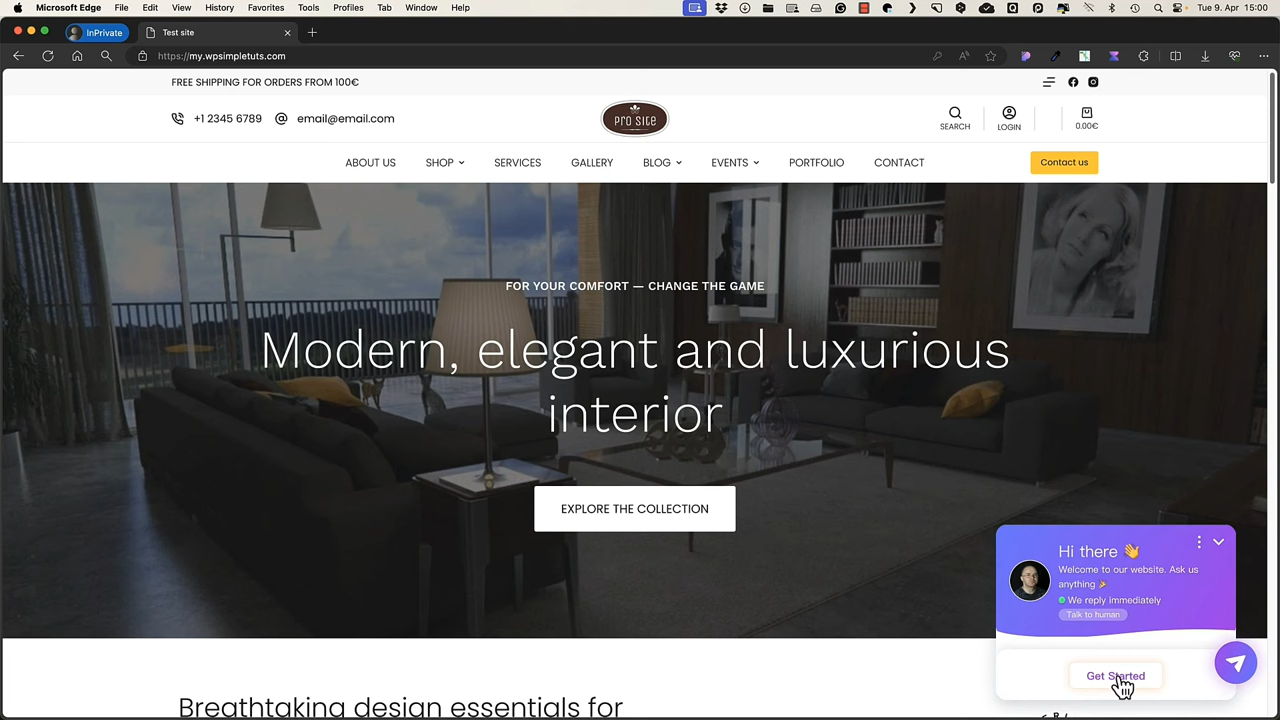 Microsoft Edge File Edit View History Favorites Tools Profiles Tab Window Help Tue 9. Apr 15:00
InPrivate Test site
https://my.wpsimpletuts.com
FREE SHIPPING FOR ORDERS FROM 100€
+1 2345 6789 email@email.com
PRO SITE
SEARCH LOGIN 0.00€
ABOUT US SHOP SERVICES GALLERY BLOG EVENTS PORTFOLIO CONTACT Contact us
FOR YOUR COMFORT — CHANGE THE GAME
Modern, elegant and luxurious
interior
EXPLORE THE COLLECTION
Hi there 👋
Welcome to our website. Ask us
anything 🎉
We reply immediately
Talk to human
Get Started
Breathtaking design essentials for